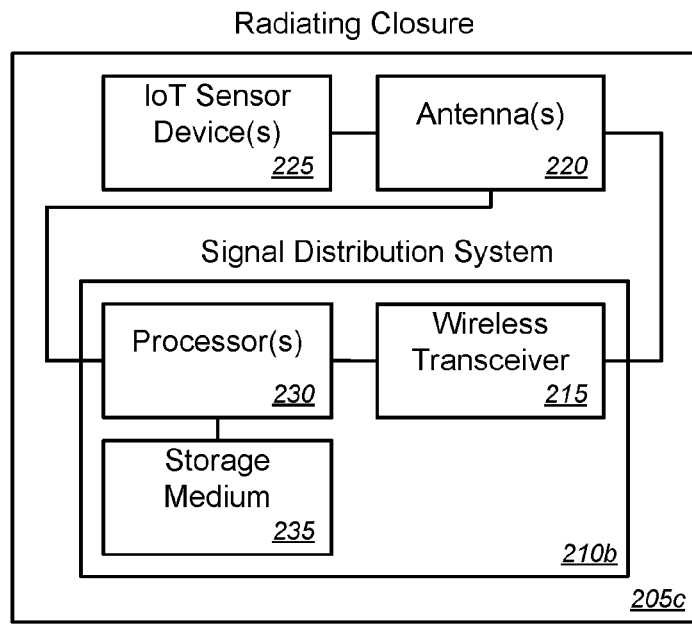 Radiating Closure
IoT Sensor
Device(s)
225
Antenna(s)
220
Signal Distribution System
Processor(s)
230
Wireless
Transceiver
215
Storage
Medium
235
210b
205c